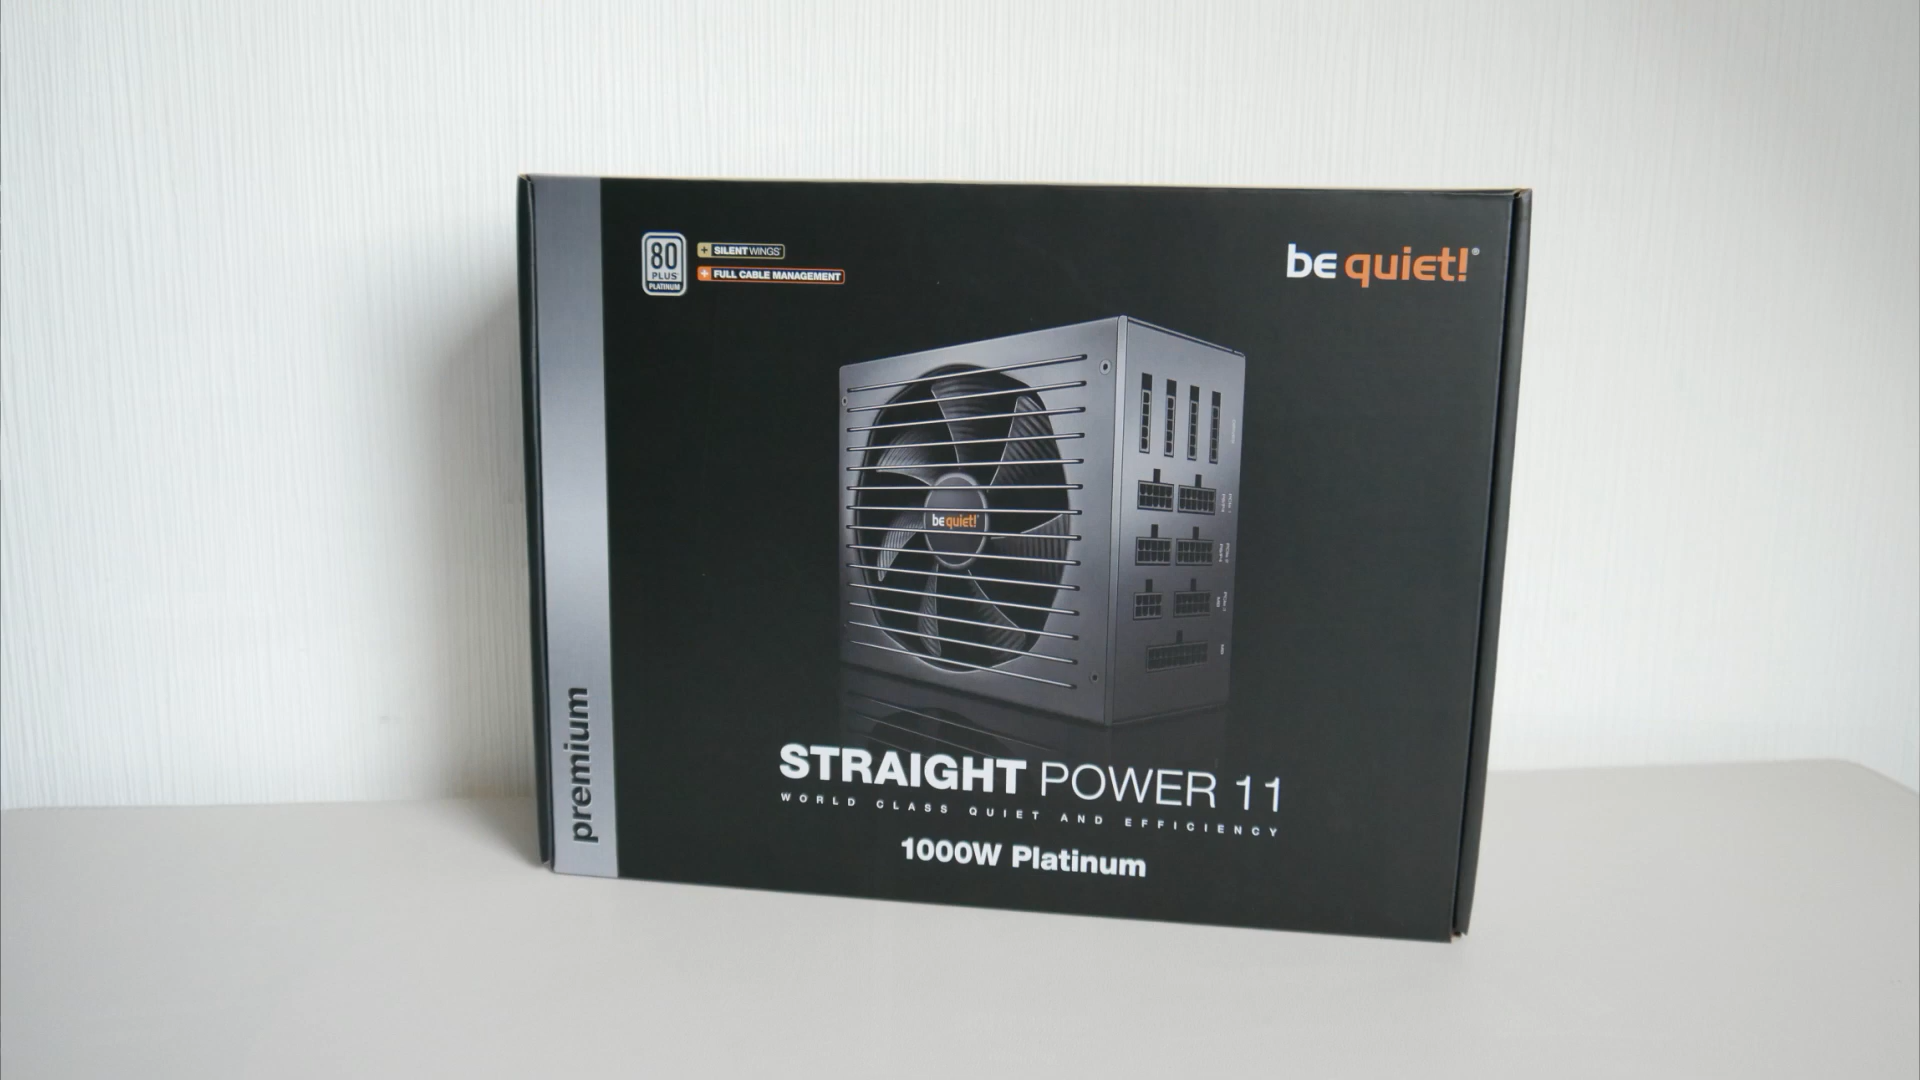 80
PLUS
PLATINUM
+ SILENT WINGS®
+ FULL CABLE MANAGEMENT
be quiet!®
be quiet!®
premium
STRAIGHT POWER 11
WORLD CLASS QUIET AND EFFICIENCY
1000W Platinum